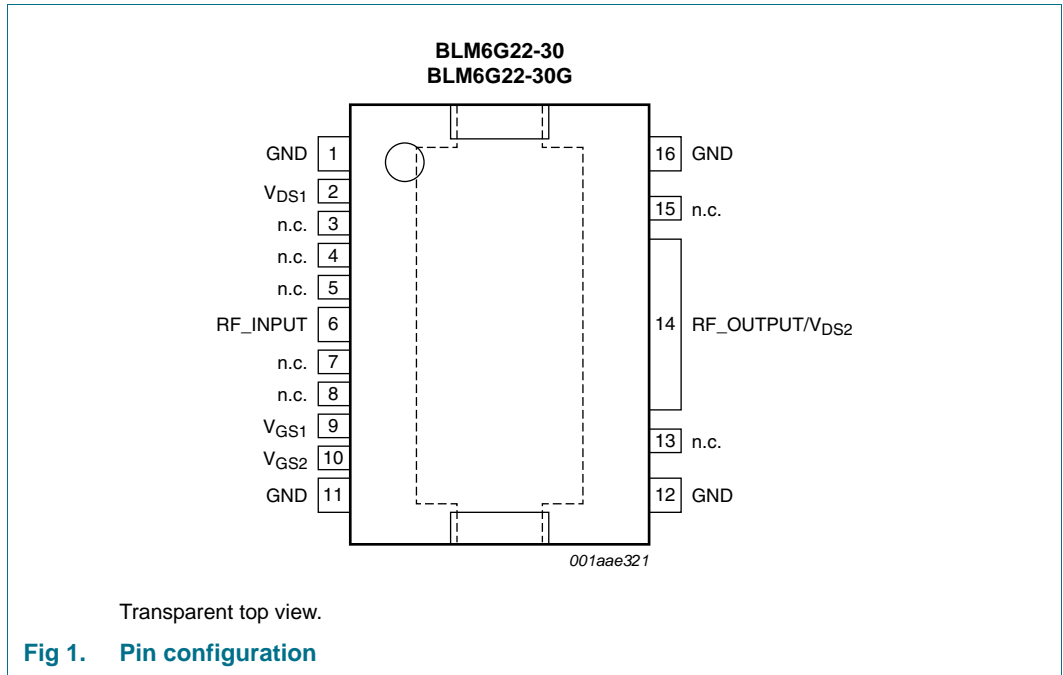 BLM6G22-30
BLM6G22-30G
GND 1
16 GND
VDS1 2
15 n.c.
n.c. 3
n.c. 4
n.c. 5
RF_INPUT 6
14 RF_OUTPUT/VDS2
n.c. 7
n.c. 8
VGS1 9
13 n.c.
VGS2 10
GND 11
12 GND
001aae321
Transparent top view.
Fig 1. Pin configuration